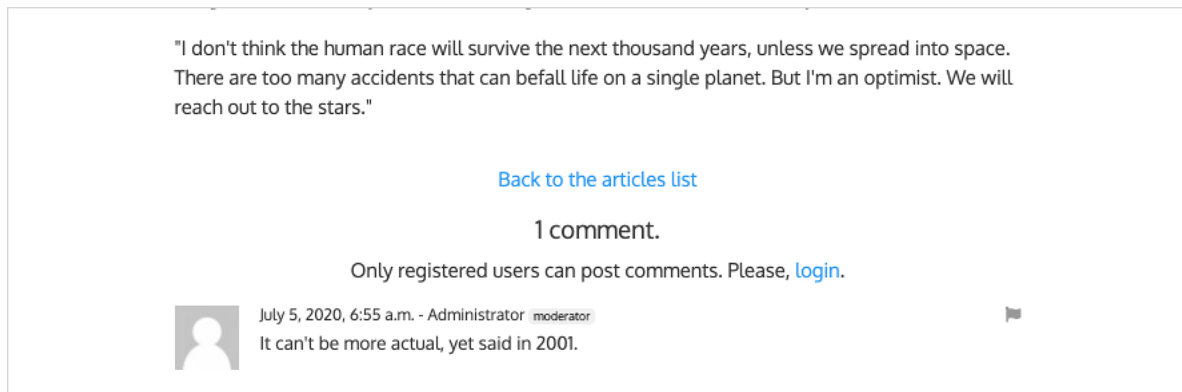 "I don't think the human race will survive the next thousand years, unless we spread into space.
There are too many accidents that can befall life on a single planet. But I'm an optimist. We will
reach out to the stars."
Back to the articles list
1 comment.
Only registered users can post comments. Please, login.
July 5, 2020, 6:55 a.m. - Administrator moderator
It can't be more actual, yet said in 2001.